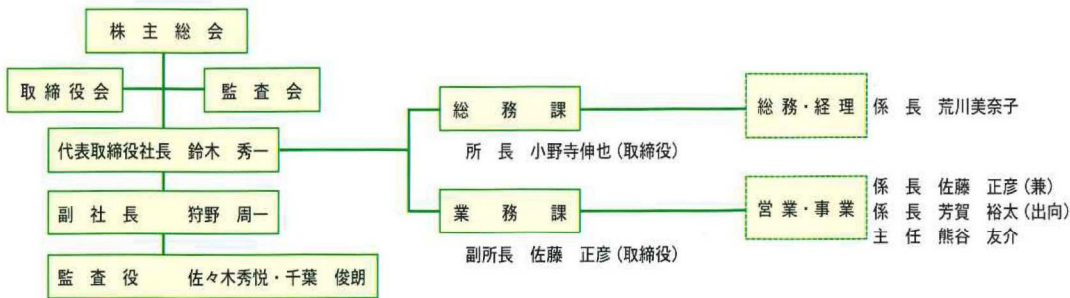 株主総会
取締役会
監査会
代表取締役社長 鈴木 秀一
副社長 狩野 周一
監査役 佐々木秀悦・千葉 俊朗
総務課
所長 小野寺伸也(取締役)
総務・経理
係長 荒川美奈子
業務課
副所長 佐藤 正彦(取締役)
営業・事業
係長 佐藤 正彦(兼)
係長 芳賀 裕太(出向)
主任 熊谷 友介